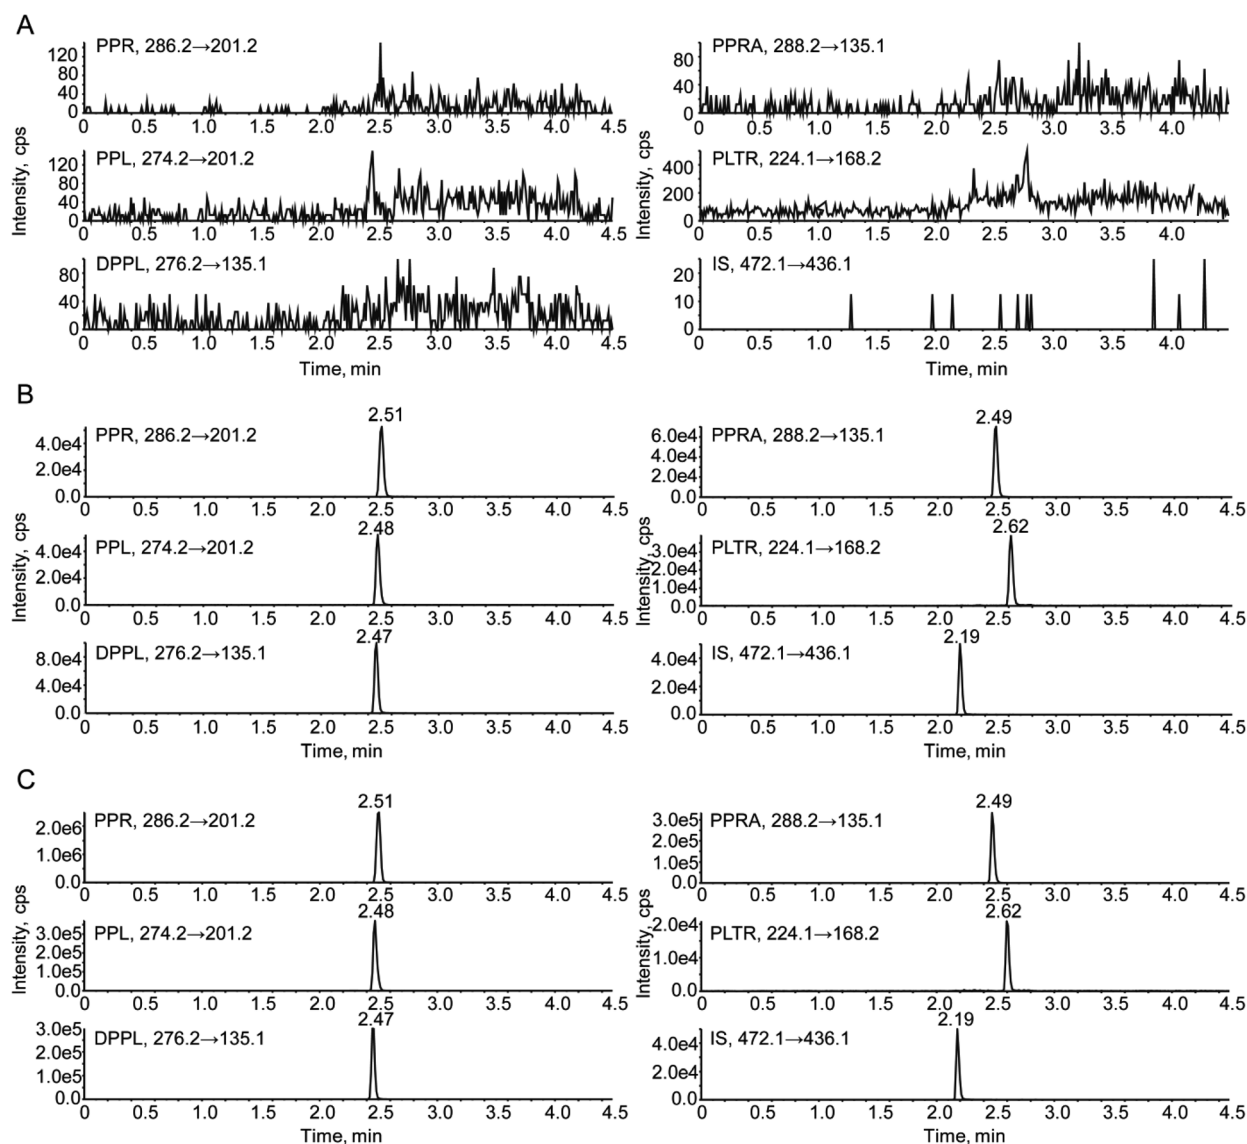 A
PPR, 286.2→201.2
120
80
40
0
0 0.5 1.0 1.5 2.0 2.5 3.0 3.5 4.0 4.5
PPRA, 288.2→135.1
80
40
0
0 0.5 1.0 1.5 2.0 2.5 3.0 3.5 4.0
Intensity, cps
PPL, 274.2→201.2
120
80
40
0
0 0.5 1.0 1.5 2.0 2.5 3.0 3.5 4.0 4.5
Intensity, cps
PLTR, 224.1→168.2
400
200
0
0 0.5 1.0 1.5 2.0 2.5 3.0 3.5 4.0
DPPL, 276.2→135.1
80
40
0
0 0.5 1.0 1.5 2.0 2.5 3.0 3.5 4.0 4.5
Time, min
IS, 472.1→436.1
20
10
0
0 0.5 1.0 1.5 2.0 2.5 3.0 3.5 4.0
Time, min
B
2.51
PPR, 286.2→201.2
4.0e4
2.0e4
0.0
0 0.5 1.0 1.5 2.0 2.5 3.0 3.5 4.0 4.5
2.49
PPRA, 288.2→135.1
6.0e4
4.0e4
2.0e4
0.0
0 0.5 1.0 1.5 2.0 2.5 3.0 3.5 4.0 4.5
Intensity, cps
2.48
PPL, 274.2→201.2
4.0e4
2.0e4
0.0
0 0.5 1.0 1.5 2.0 2.5 3.0 3.5 4.0 4.5
Intensity, cps
2.62
PLTR, 224.1→168.2
3.0e4
2.0e4
1.0e4
0.0
0 0.5 1.0 1.5 2.0 2.5 3.0 3.5 4.0 4.5
2.47
DPPL, 276.2→135.1
8.0e4
4.0e4
0.0
0 0.5 1.0 1.5 2.0 2.5 3.0 3.5 4.0 4.5
Time, min
2.19
IS, 472.1→436.1
4.0e4
2.0e4
0.0
0 0.5 1.0 1.5 2.0 2.5 3.0 3.5 4.0 4.5
Time, min
C
2.51
PPR, 286.2→201.2
2.0e6
1.0e6
0.0
0 0.5 1.0 1.5 2.0 2.5 3.0 3.5 4.0 4.5
2.49
PPRA, 288.2→135.1
3.0e5
2.0e5
1.0e5
0.0
0 0.5 1.0 1.5 2.0 2.5 3.0 3.5 4.0 4.5
Intensity, cps
2.48
PPL, 274.2→201.2
3.0e5
2.0e5
1.0e5
0.0
0 0.5 1.0 1.5 2.0 2.5 3.0 3.5 4.0 4.5
Intensity, cps
2.62
PLTR, 224.1→168.2
2.0e4
1.0e4
0.0
0 0.5 1.0 1.5 2.0 2.5 3.0 3.5 4.0 4.5
2.47
DPPL, 276.2→135.1
3.0e5
2.0e5
1.0e5
0.0
0 0.5 1.0 1.5 2.0 2.5 3.0 3.5 4.0 4.5
Time, min
2.19
IS, 472.1→436.1
4.0e4
2.0e4
0.0
0 0.5 1.0 1.5 2.0 2.5 3.0 3.5 4.0 4.5
Time, min